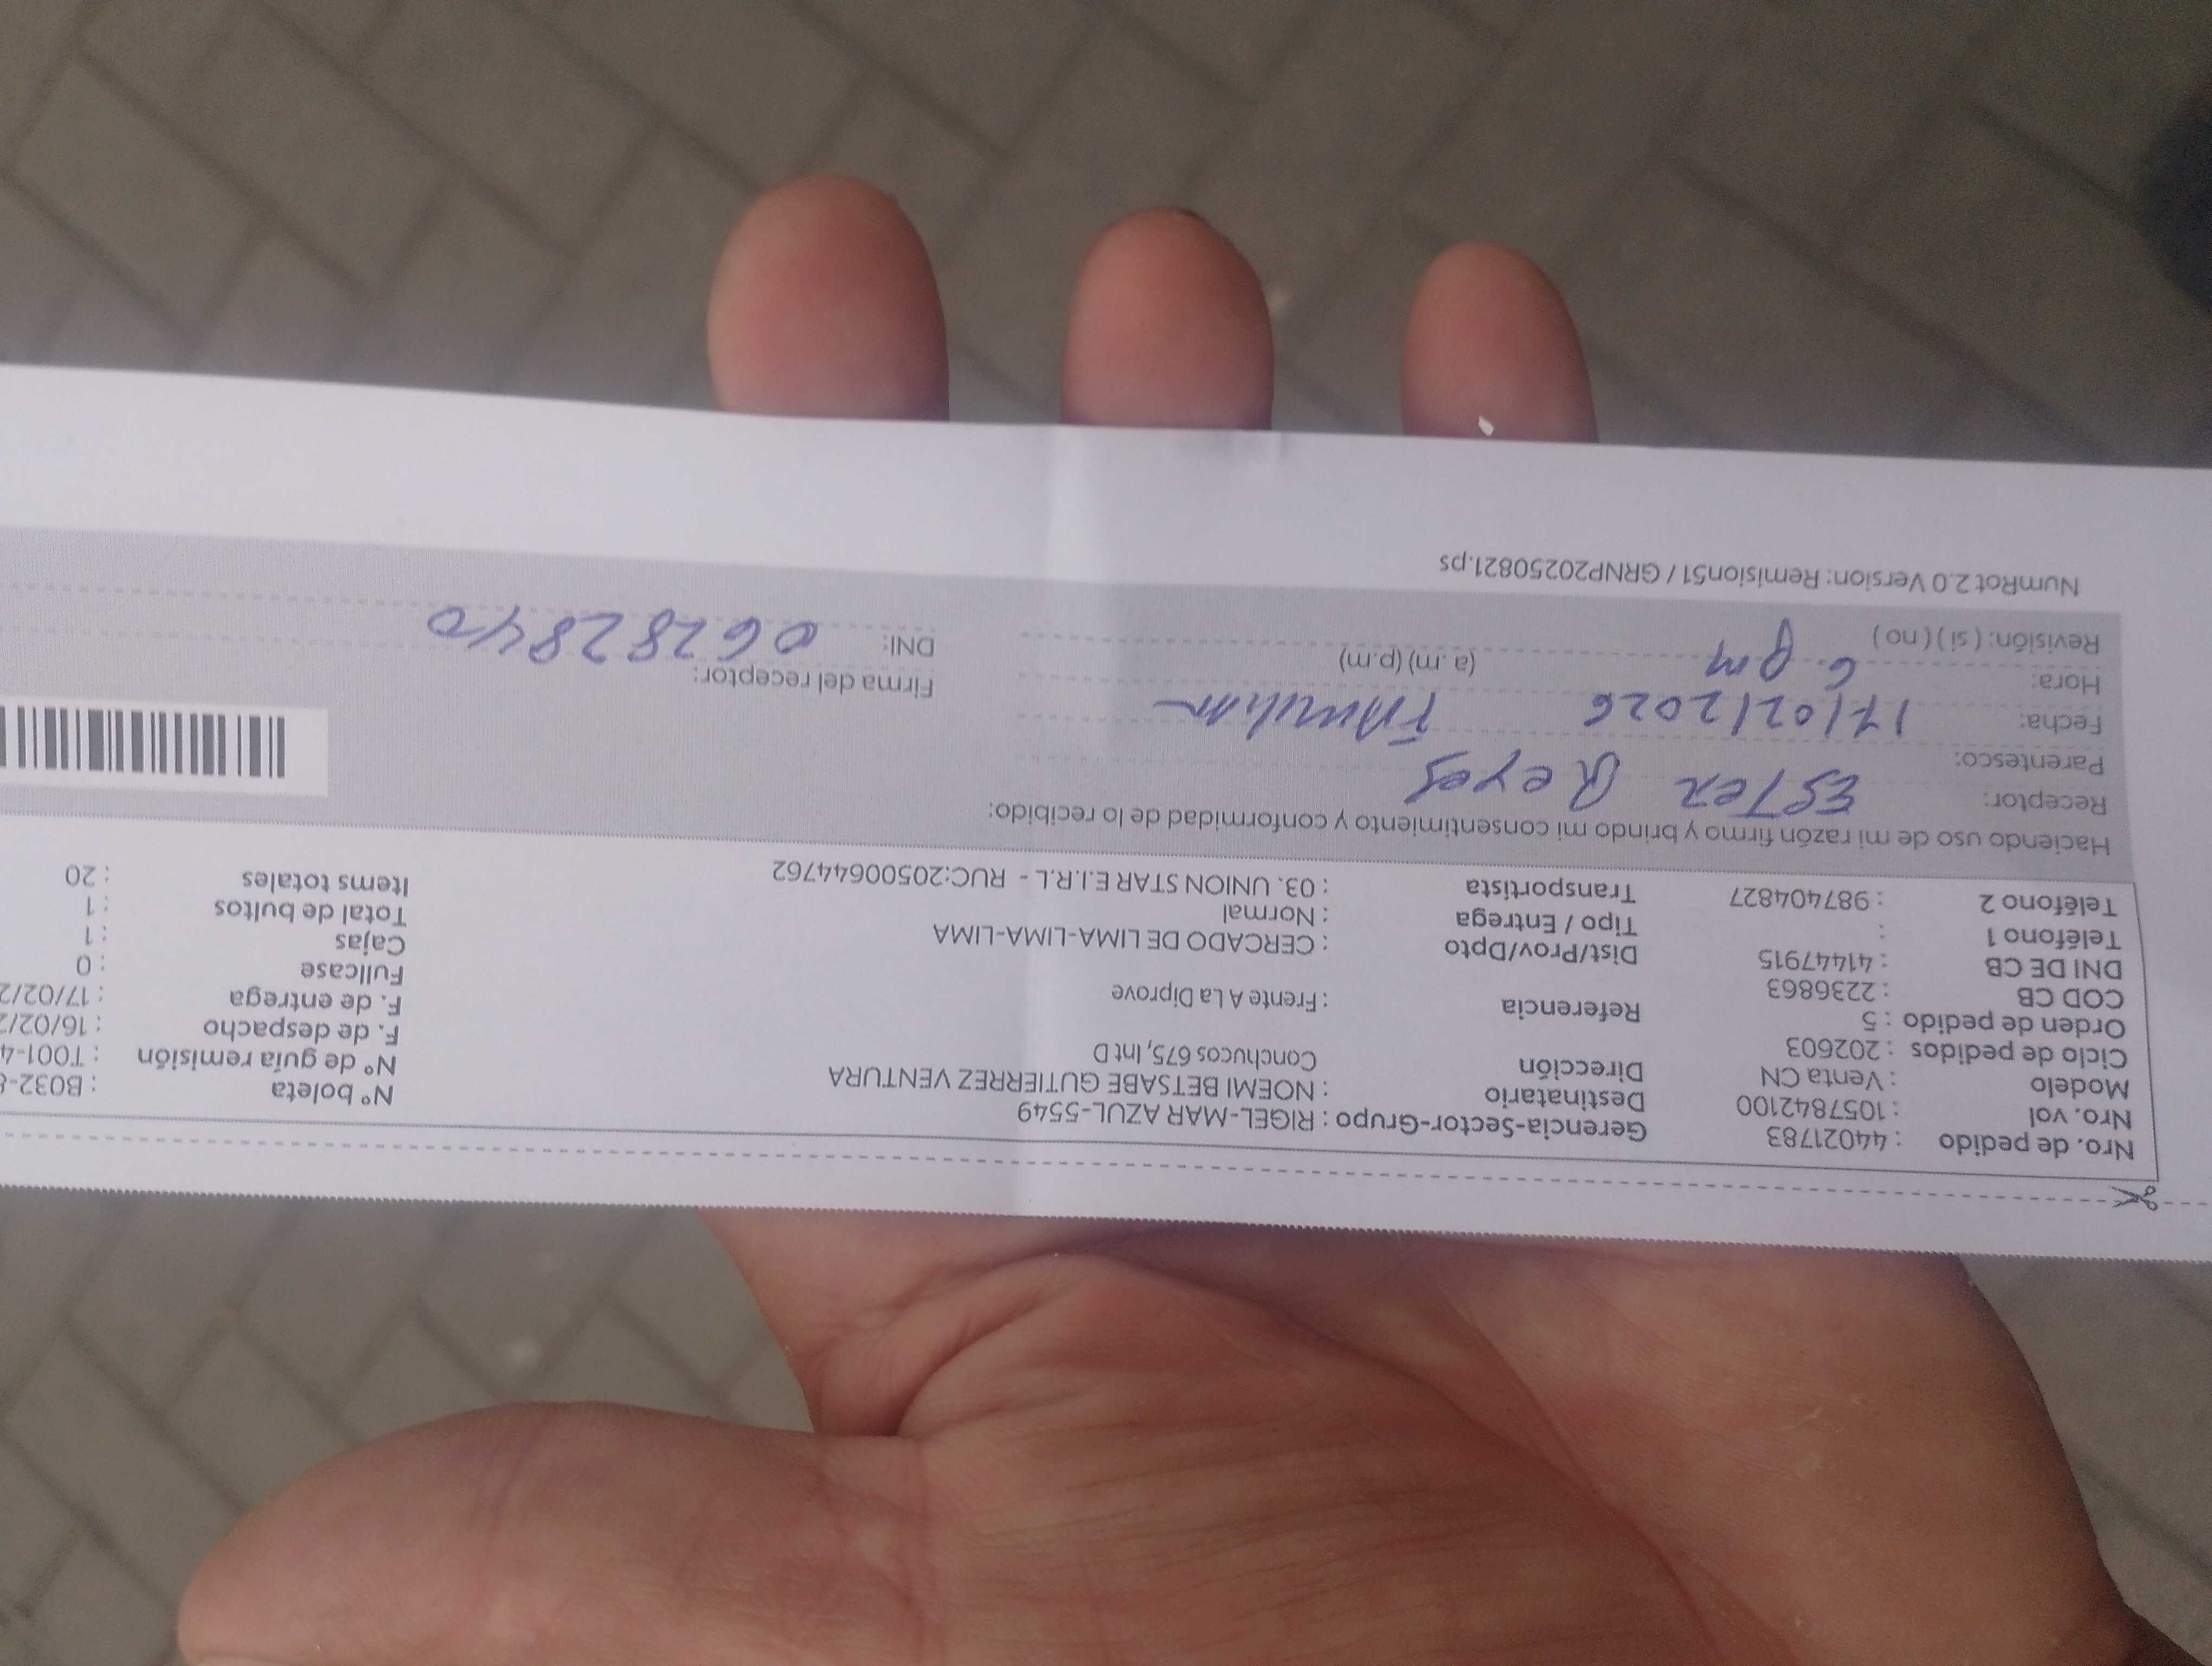 Nro. de pedido : 44021783 Gerencia-Sector-Grupo : RIGEL-MAR AZUL-5549 N° boleta : B032-
Nro. vol : 1057842100 Destinatario : NOEMI BETSABE GUTIERREZ VENTURA N° guía remisión : T001-4
Modelo : Venta CN Dirección Conchucos 675, Int D F. de despacho : 16/02/2
Ciclo de pedidos : 202603 F. de entrega : 17/02/2
Orden de pedido : 5 Referencia : Frente A La Diprove Fullcase : 0
COD CB : 2236863 Cajas : 1
DNI DE CB : 41447915 Dist/Prov/Dpto : CERCADO DE LIMA-LIMA-LIMA Total de bultos : 1
Teléfono 1 : Tipo / Entrega : Normal Items totales : 20
Teléfono 2 : 987404827 Transportista : 03. UNION STAR E.I.R.L - RUC:20500644762
Haciendo uso de mi razón firmo y brindo mi consentimiento y conformidad de lo recibido:
Receptor: ESTER Reyes
Parentesco:
Fecha: 17/02/2026 Firma del receptor:
Hora: 6 pm (a.m) (p.m) DNI: 06282840
Revisión: ( si ) ( no )
NumRot 2.0 Version: Remision51 / GRNP20250821.ps